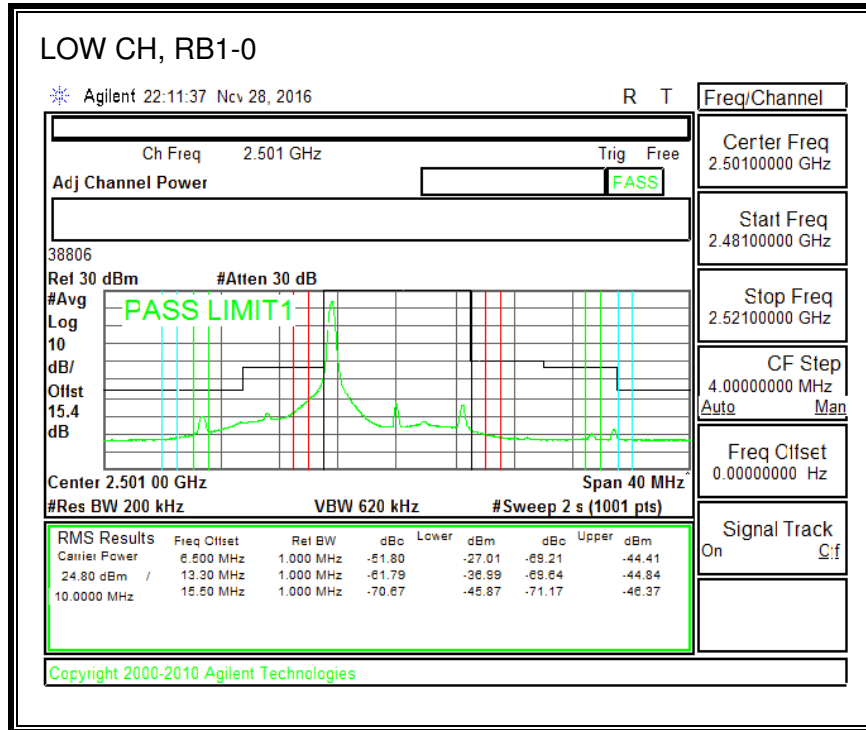 LOW CH, RB1-0
Agilent 22:11:37 Nov 28, 2016 R T
Freq/Channel
Ch Freq 2.501 GHz Trig Free
Adj Channel Power PASS
Center Freq
2.50100000 GHz
Start Freq
2.48100000 GHz
38806
Ref 30 dBm #Atten 30 dB
#Avg
Log
10
dB/
Offst
15.4
dB
PASS LIMIT1
Stop Freq
2.52100000 GHz
CF Step
4.00000000 MHz
Auto Man
Freq Offset
0.00000000 Hz
Center 2.501 00 GHz Span 40 MHz
#Res BW 200 kHz VBW 620 kHz #Sweep 2 s (1001 pts)
Signal Track
On Off
RMS Results Freq Offset Ref BW dBc Lower dBm dBc Upper dBm
Carrier Power 6.500 MHz 1.000 MHz -51.80 -27.01 -69.21 -44.41
24.80 dBm / 13.30 MHz 1.000 MHz -61.79 -36.99 -69.64 -44.84
10.0000 MHz 15.50 MHz 1.000 MHz -70.67 -45.87 -71.17 -46.37
Copyright 2000-2010 Agilent Technologies